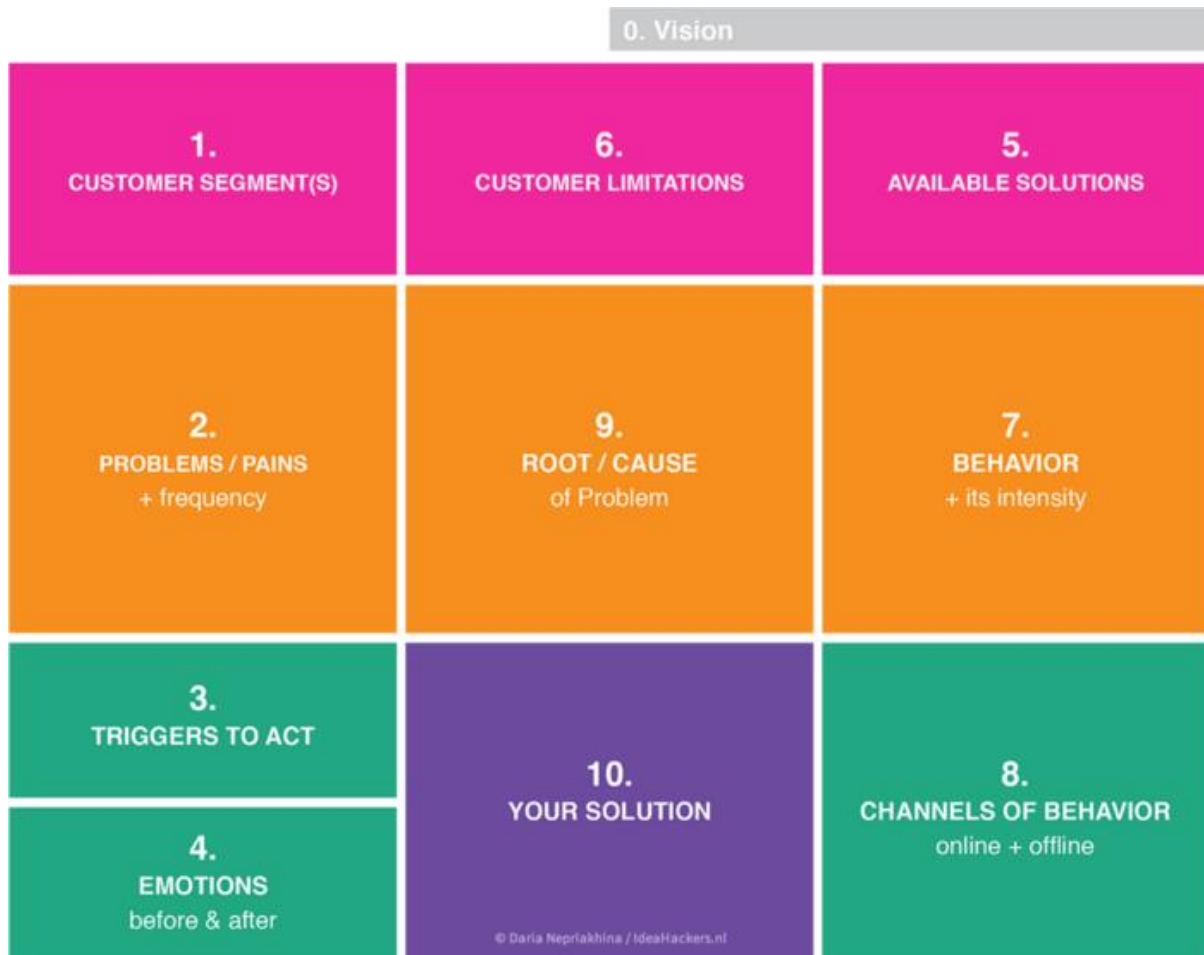 0. Vision
1.
CUSTOMER SEGMENT(S)
6.
CUSTOMER LIMITATIONS
5.
AVAILABLE SOLUTIONS
2.
PROBLEMS / PAINS
+ frequency
9.
ROOT / CAUSE
of Problem
7.
BEHAVIOR
+ its intensity
3.
TRIGGERS TO ACT
4.
EMOTIONS
before & after
10.
YOUR SOLUTION
© Daria Nepriakhina / IdeaHackers.nl
8.
CHANNELS OF BEHAVIOR
online + offline